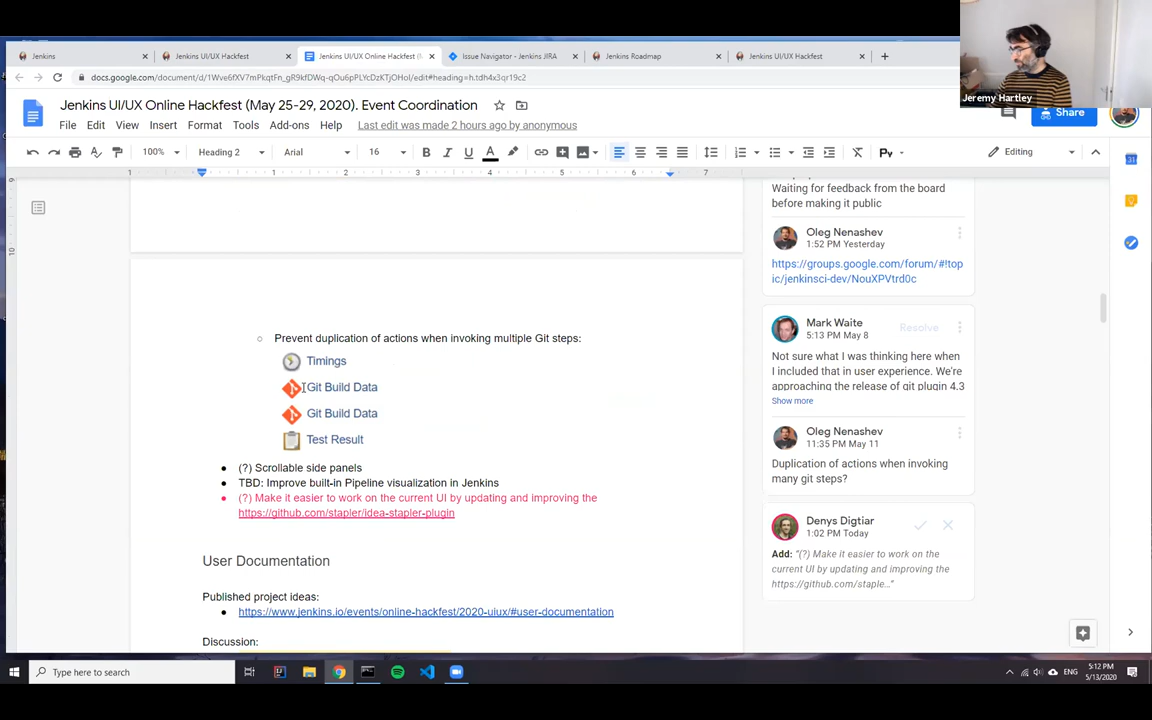 Jenkins
Jenkins UI/UX Hackfest
Jenkins UI/UX Online Hackfest (
Issue Navigator - Jenkins JIRA
Jenkins Roadmap
Jenkins UI/UX Hackfest
Jeremy Hartley
Jenkins UI/UX Online Hackfest (May 25-29, 2020). Event Coordination
Share
File Edit View Insert Format Tools Add-ons Help Last edit was made 2 hours ago by anonymous
100% Heading 2 Arial 16 B I U A Editing
1 1 2 3 4 5 6 7
Waiting for feedback from the board
before making it public
Oleg Nenashev
1:52 PM Yesterday
https://groups.google.com/forum/#!top
ic/jenkinsci-dev/NouXPVtrd0c
Prevent duplication of actions when invoking multiple Git steps:
Timings
Git Build Data
Git Build Data
Test Result
(?) Scrollable side panels
TBD: Improve built-in Pipeline visualization in Jenkins
(?) Make it easier to work on the current UI by updating and improving the
https://github.com/stapler/idea-stapler-plugin
User Documentation
Published project ideas:
https://www.jenkins.io/events/online-hackfest/2020-uiux/#user-documentation
Discussion:
Mark Waite
5:13 PM May 8
Resolve
Not sure what I was thinking here when
I included that in user experience. We're
approaching the release of git plugin 4.3
Show more
Oleg Nenashev
11:35 PM May 11
Duplication of actions when invoking
many git steps?
Denys Digtiar
1:02 PM Today
Add: "(?) Make it easier to work on the
current UI by updating and improving the
https://github.com/staple..."
Type here to search
ENG
5:12 PM
5/13/2020